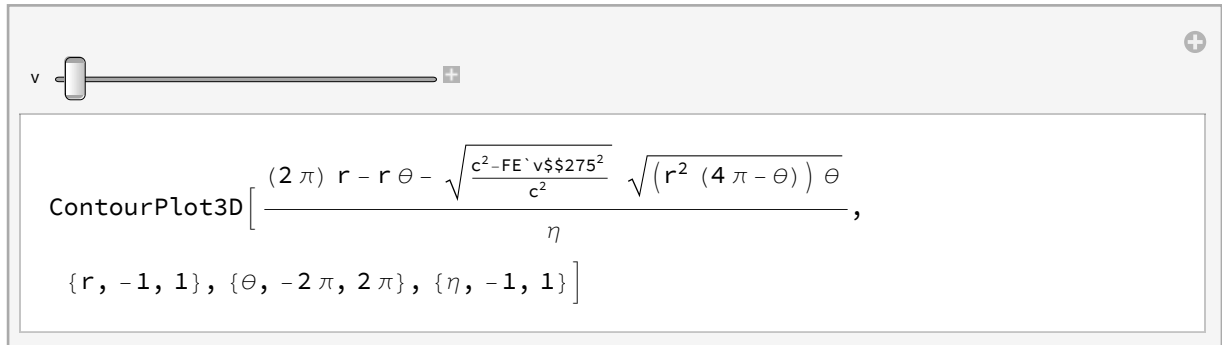 v
ContourPlot3D[((2 π) r - r θ - √((c² - FE`v$$275²)/c²) √((r² (4 π - θ)) θ))/η,
{r, -1, 1}, {θ, -2 π, 2 π}, {η, -1, 1}]